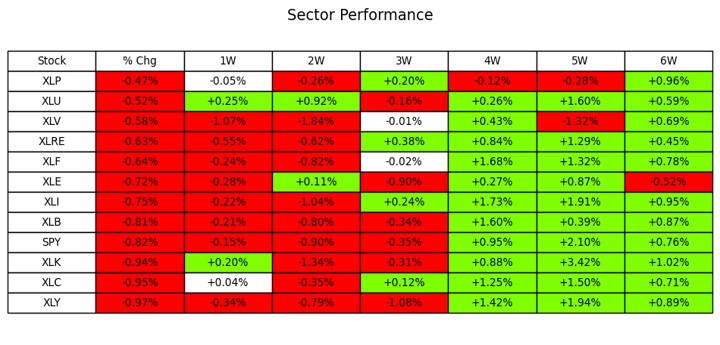 Sector Performance
Stock % Chg 1W 2W 3W 4W 5W 6W
XLP -0.47% -0.05% -0.26% +0.20% -0.12% -0.28% +0.96%
XLU -0.52% +0.25% +0.92% -0.16% +0.26% +1.60% +0.59%
XLV -0.58% -1.07% -1.84% -0.01% +0.43% -1.32% +0.69%
XLRE -0.63% -0.55% -0.62% +0.38% +0.84% +1.29% +0.45%
XLF -0.64% -0.24% -0.82% -0.02% +1.68% +1.32% +0.78%
XLE -0.72% -0.28% +0.11% -0.90% +0.27% +0.87% -0.52%
XLI -0.75% -0.22% -1.04% +0.24% +1.73% +1.91% +0.95%
XLB -0.81% -0.21% -0.80% -0.34% +1.60% +0.39% +0.87%
SPY -0.82% -0.15% -0.90% -0.35% +0.95% +2.10% +0.76%
XLK -0.94% +0.20% -1.34% -0.31% +0.88% +3.42% +1.02%
XLC -0.95% +0.04% -0.35% +0.12% +1.25% +1.50% +0.71%
XLY -0.97% -0.34% -0.79% -1.08% +1.42% +1.94% +0.89%